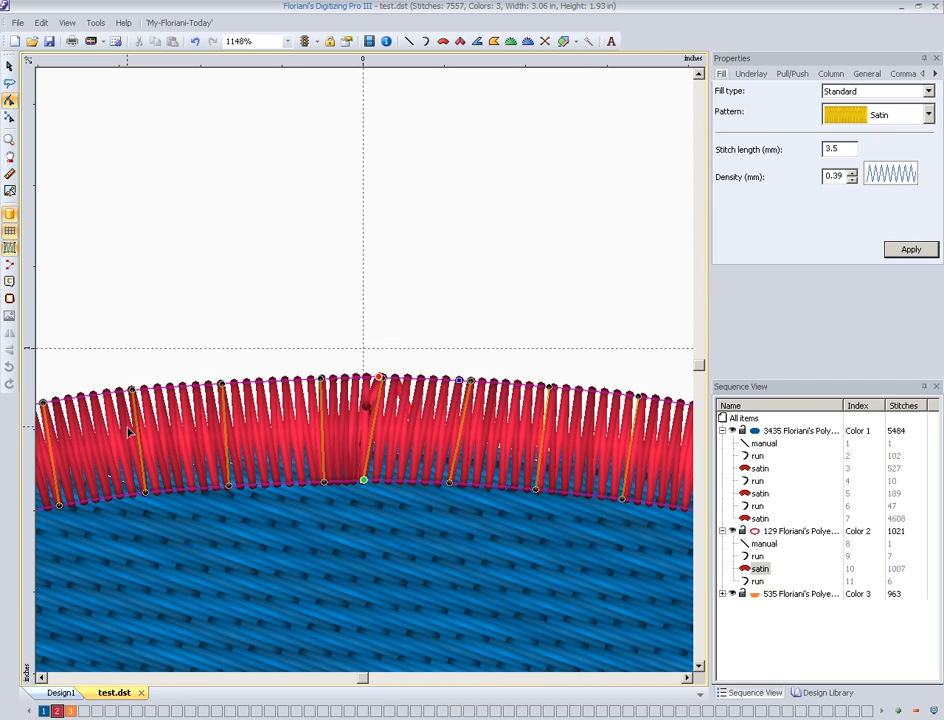 Floriani's Digitizing Pro III - test.dst (Stitches: 7557, Colors: 3, Width: 3.06 in, Height: 1.93 in)
File Edit View Tools Help 'My-Floriani-Today'
1148%
A
0
inches
1
inches
Properties
Fill Underlay Pull/Push Column General Comma
Fill type: Standard
Pattern: Satin
Stitch length (mm): 3.5
Density (mm): 0.39
Apply
Sequence View
Name Index Stitches
All items
3435 Floriani's Poly... Color 1 5484
manual 1 1
run 2 102
satin 3 527
run 4 10
satin 5 189
run 6 47
satin 7 4608
129 Floriani's Polye... Color 2 1021
manual 8 1
run 9 7
satin 10 1007
run 11 6
535 Floriani's Polye... Color 3 963
Design1 test.dst
Sequence View Design Library
1 2 3